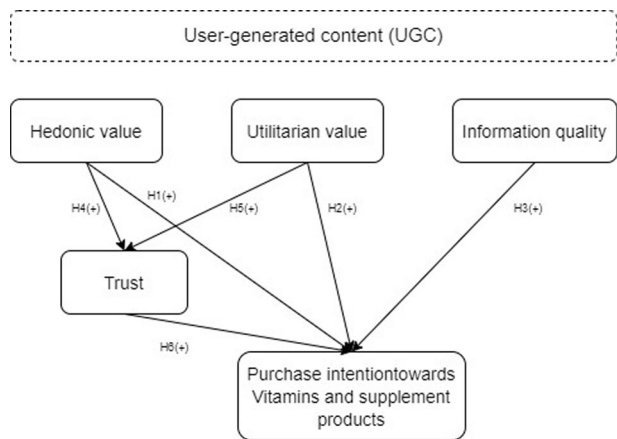 User-generated content (UGC)
Hedonic value
Utilitarian value
Information quality
H4(+)
H1(+)
H5(+)
H2(+)
H3(+)
Trust
H6(+)
Purchase intentiontowards
Vitamins and supplement
products